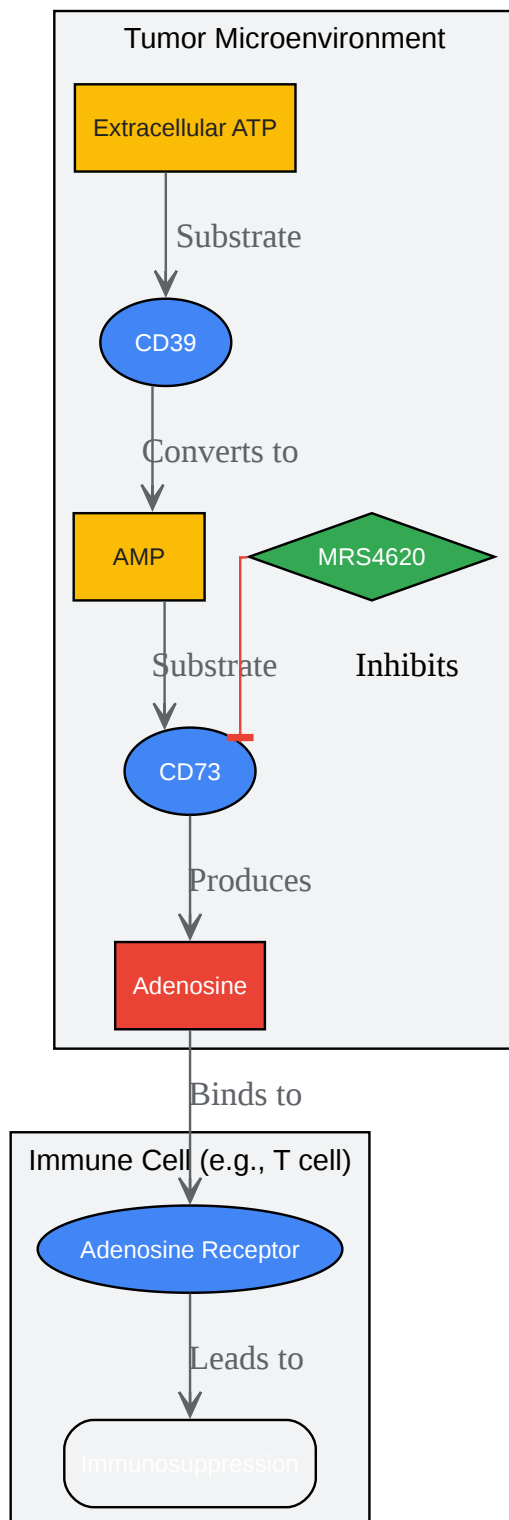 Tumor Microenvironment
Extracellular ATP
Substrate
CD39
Converts to
AMP
MRS4620
Substrate
Inhibits
CD73
Produces
Adenosine
Binds to
Immune Cell (e.g., T cell)
Adenosine Receptor
Leads to
Immunosuppression